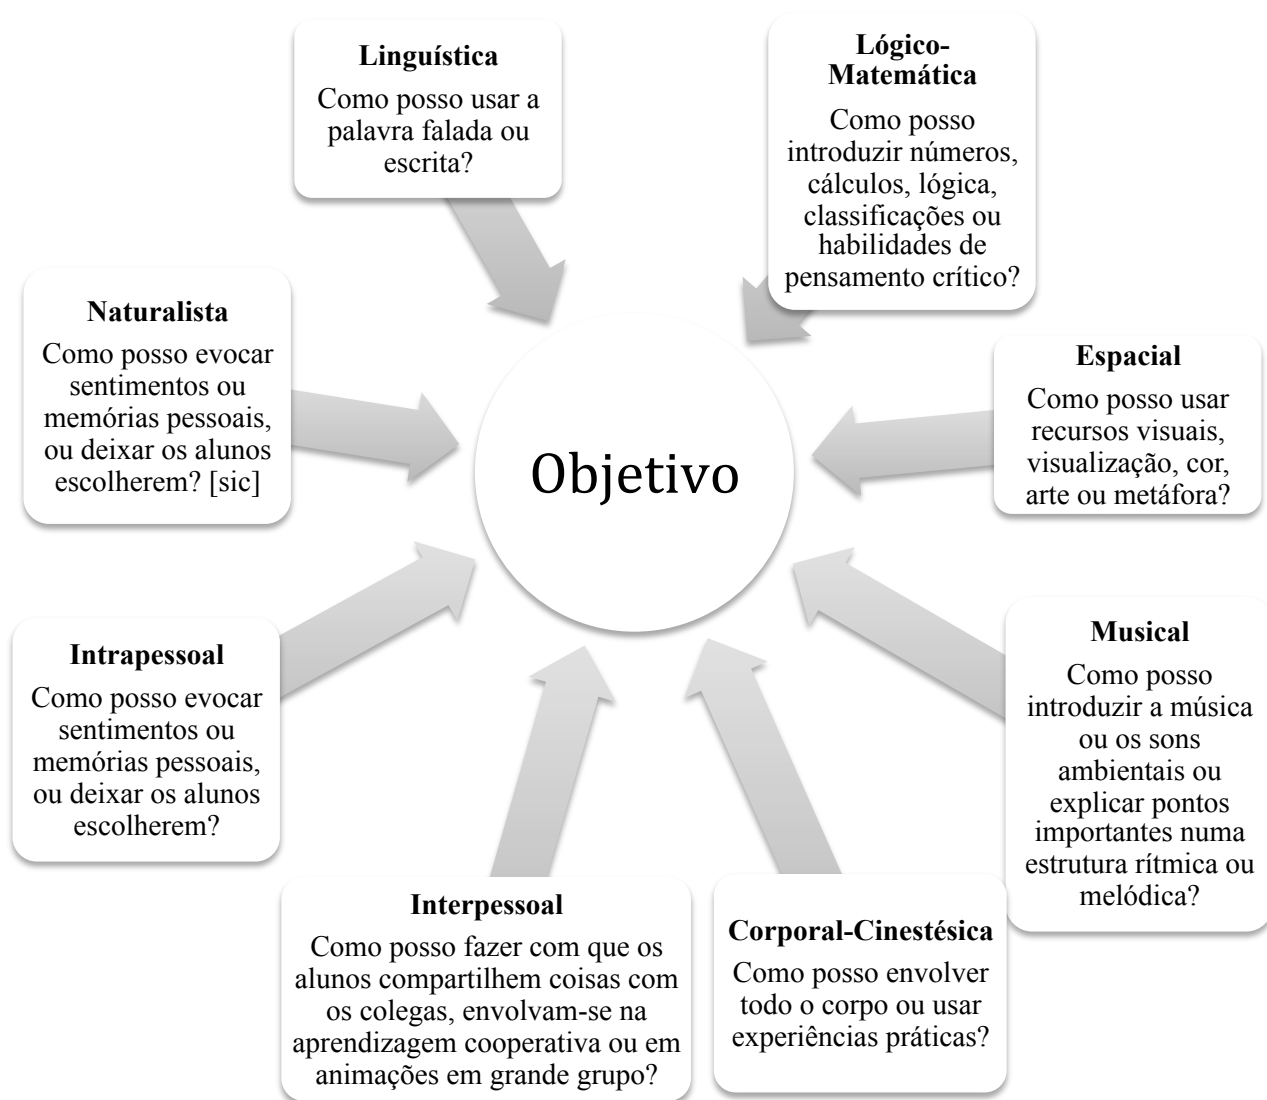 Linguística
Como posso usar a
palavra falada ou
escrita?
Lógico-
Matemática
Como posso
introduzir números,
cálculos, lógica,
classificações ou
habilidades de
pensamento crítico?
Naturalista
Como posso evocar
sentimentos ou
memórias pessoais,
ou deixar os alunos
escolherem? [sic]
Objetivo
Espacial
Como posso usar
recursos visuais,
visualização, cor,
arte ou metáfora?
Intrapessoal
Como posso evocar
sentimentos ou
memórias pessoais,
ou deixar os alunos
escolherem?
Musical
Como posso
introduzir a música
ou os sons
ambientais ou
explicar pontos
importantes numa
estrutura rítmica ou
melódica?
Interpessoal
Como posso fazer com que os
alunos compartilhem coisas com
os colegas, envolvam-se na
aprendizagem cooperativa ou em
animações em grande grupo?
Corporal-Cinestésica
Como posso envolver
todo o corpo ou usar
experiências práticas?